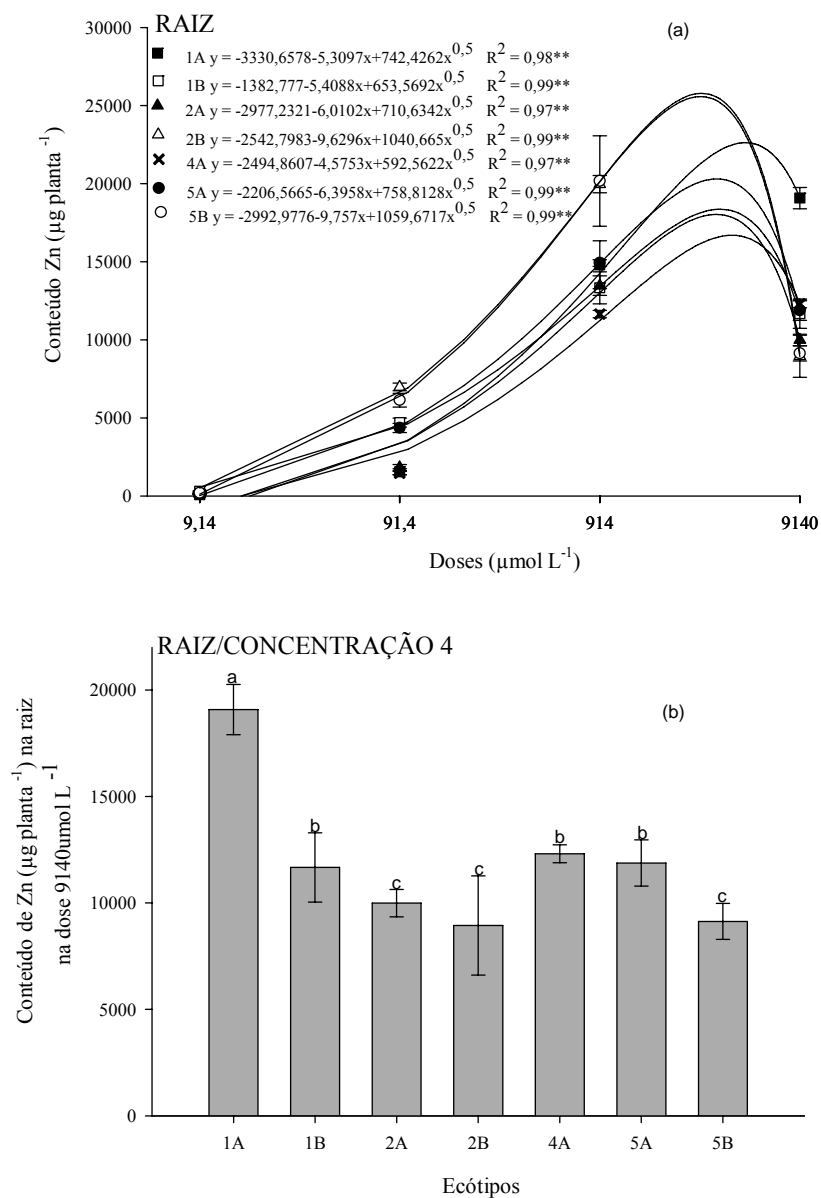 RAIZ
(a)
1A y = -3330,6578-5,3097x+742,4262x^0,5 R^2 = 0,98**
1B y = -1382,777-5,4088+653,5692x^0,5 R^2 = 0,99**
2A y = -2977,2321-6,0102x+710,6342x^0,5 R^2 = 0,97**
2B y = -2542,7983-9,6296x+1040,665x^0,5 R^2 = 0,99**
4A y = -2494,8607-4,5753x+592,5622x^0,5 R^2 = 0,97**
5A y = -2206,5665-6,3958x+758,8128x^0,5 R^2 = 0,99**
5B y = -2992,9776-9,757x+1059,6717x^0,5 R^2 = 0,99**
Conteúdo Zn (µg planta ^-1)
30000
25000
20000
15000
10000
5000
0
9,14 91,4 914 9140
Doses (µmol L^-1)
RAIZ/CONCENTRAÇÃO 4
(b)
Conteúdo de Zn (µg planta ^-1) na raiz
na dose 9140umol L ^-1
20000
15000
10000
5000
0
a b c c b b c
1A 1B 2A 2B 4A 5A 5B
Ecótipos